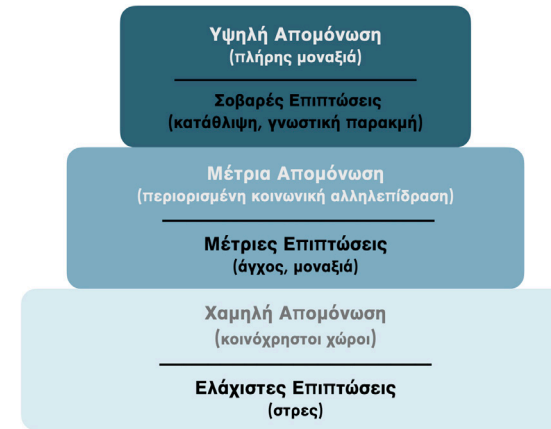 Υψηλή Απομόνωση
(πλήρης μοναξιά)
Σοβαρές Επιπτώσεις
(κατάθλιψη, γνωστική παρακμή)
Μέτρια Απομόνωση
(περιορισμένη κοινωνική αλληλεπίδραση)
Μέτριες Επιπτώσεις
(άγχος, μοναξιά)
Χαμηλή Απομόνωση
(κοινόχρηστοι χώροι)
Ελάχιστες Επιπτώσεις
(στρες)